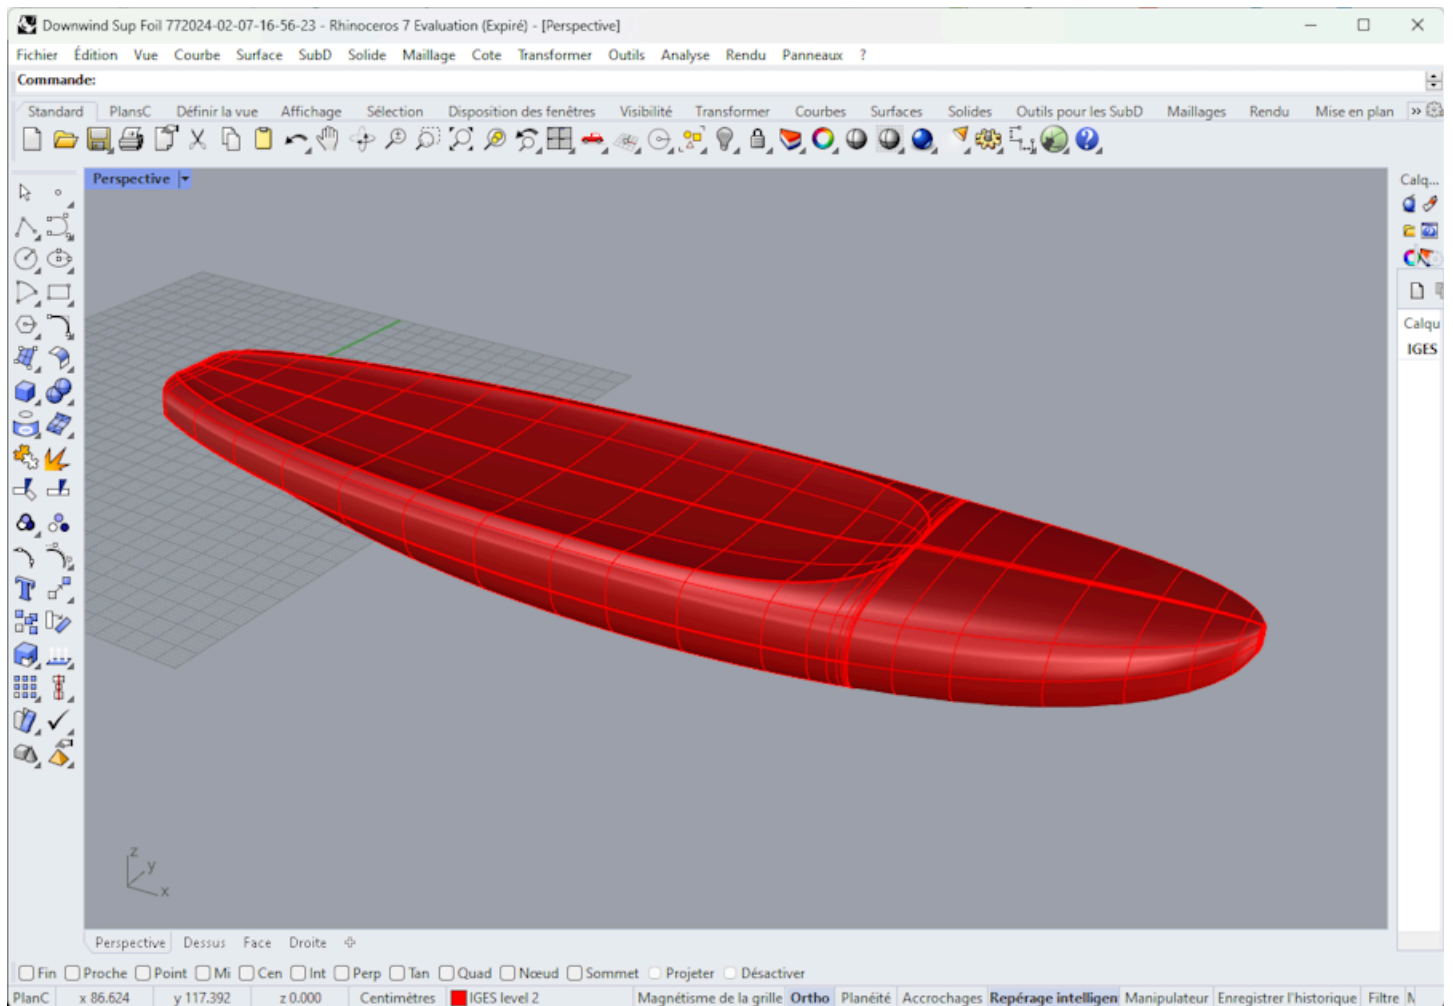 Downwind Sup Foil 772024-02-07-16-56-23 - Rhinoceros 7 Evaluation (Expiré) - [Perspective]
Fichier Édition Vue Courbe Surface SubD Solide Maillage Cote Transformer Outils Analyse Rendu Panneaux ?
Commande:
Standard PlansC Définir la vue Affichage Sélection Disposition des fenêtres Visibilité Transformer Courbes Surfaces Solides Outils pour les SubD Maillages Rendu Mise en plan »
Perspective
Calq...
Calqu
IGES
z
y
x
Perspective Dessus Face Droite
Fin Proche Point Mi Cen Int Perp Tan Quad Nœud Sommet Projeter Désactiver
PlanC x 86.624 y 117.392 z 0.000 Centimètres IGES level 2 Magnétisme de la grille Ortho Planéité Accrochages Repérage intelligen Manipulateur Enregistrer l'historique Filtre